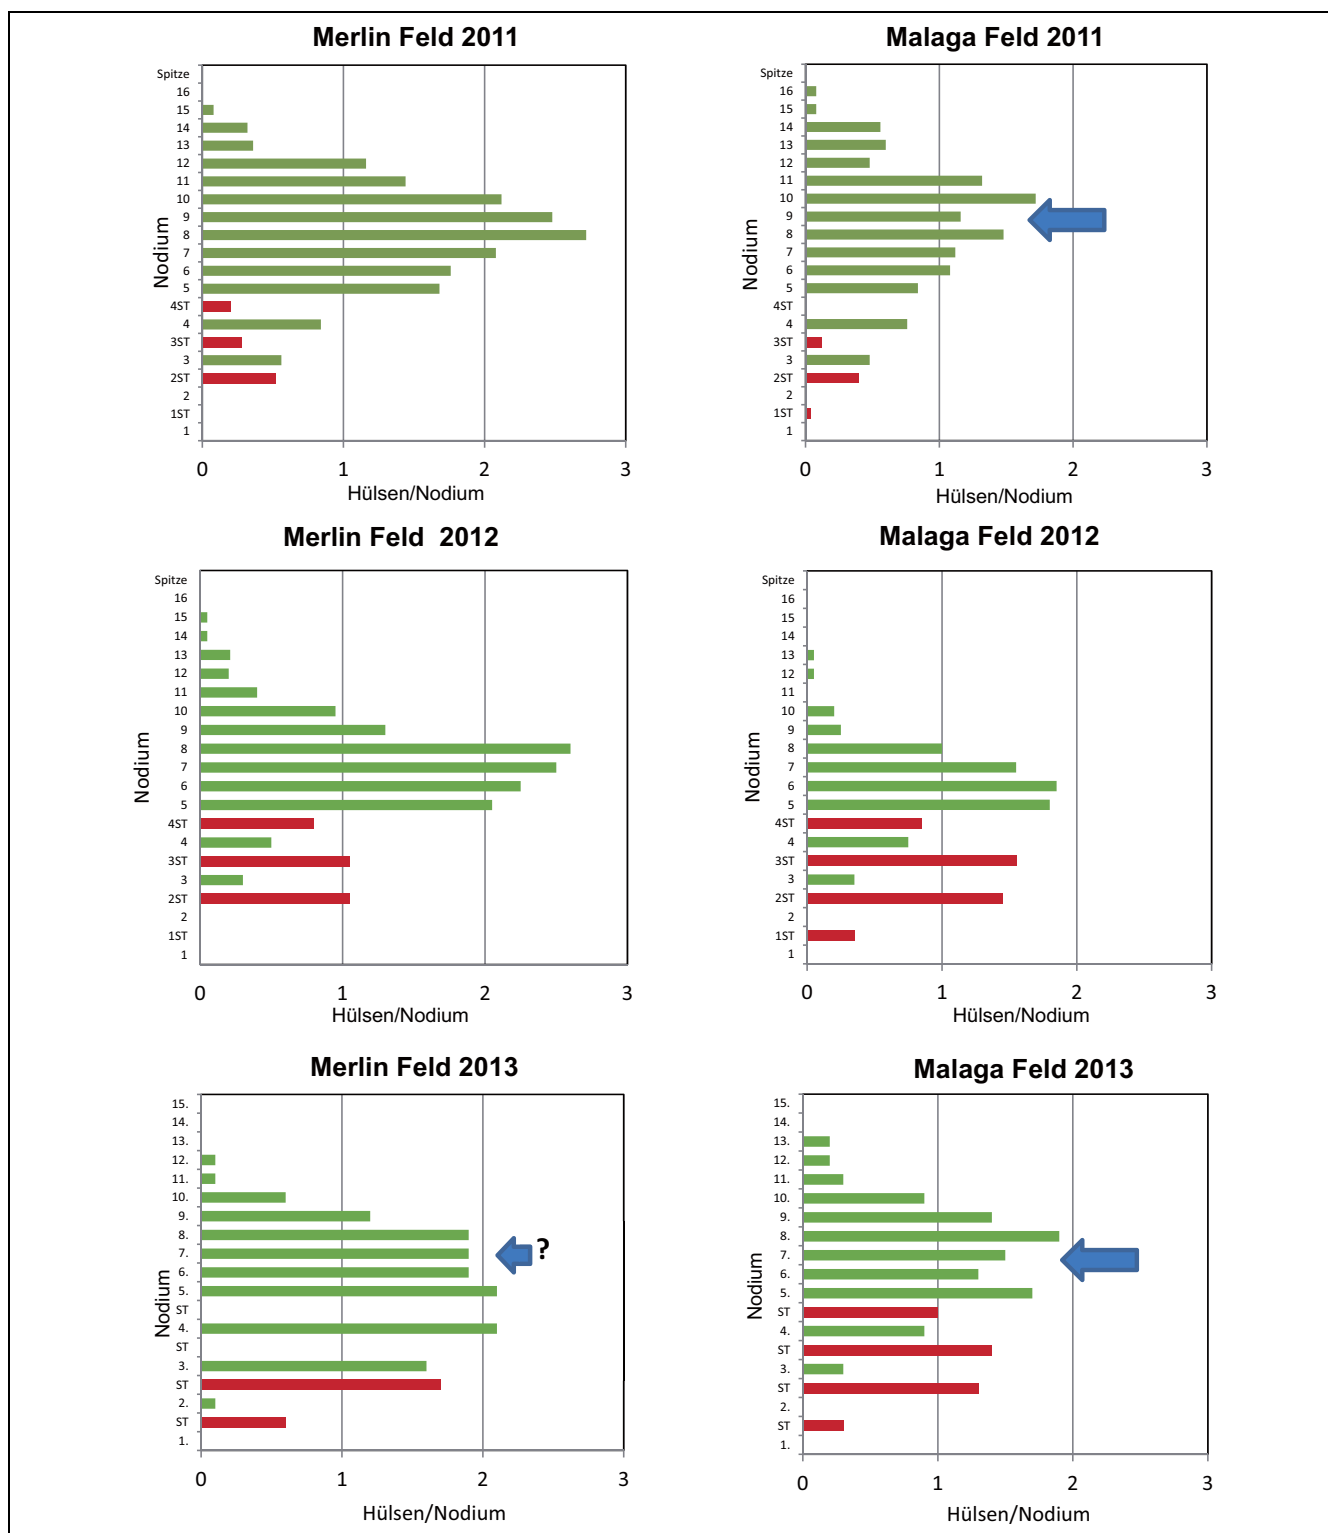 Merlin Feld 2011
Spitze
16
15
14
13
12
11
10
9
8
7
6
5
4ST
4
3ST
3
2ST
2
1ST
1
Nodium
0 1 2 3
Hülsen/Nodium
Malaga Feld 2011
Spitze
16
15
14
13
12
11
10
9
8
7
6
5
4ST
4
3ST
3
2ST
2
1ST
1
Nodium
0 1 2 3
Hülsen/Nodium
Merlin Feld 2012
Spitze
16
15
14
13
12
11
10
9
8
7
6
5
4ST
4
3ST
3
2ST
2
1ST
1
Nodium
0 1 2 3
Hülsen/Nodium
Malaga Feld 2012
Spitze
16
15
14
13
12
11
10
9
8
7
6
5
4ST
4
3ST
3
2ST
2
1ST
1
Nodium
0 1 2 3
Hülsen/Nodium
Merlin Feld 2013
15.
14.
13.
12.
11.
10.
9.
8.
7.
6.
5.
ST
4.
ST
3.
ST
2.
ST
1.
Nodium
?
0 1 2 3
Hülsen/Nodium
Malaga Feld 2013
15.
14.
13.
12.
11.
10.
9.
8.
7.
6.
5.
ST
4.
ST
3.
ST
2.
ST
1.
Nodium
0 1 2 3
Hülsen/Nodium